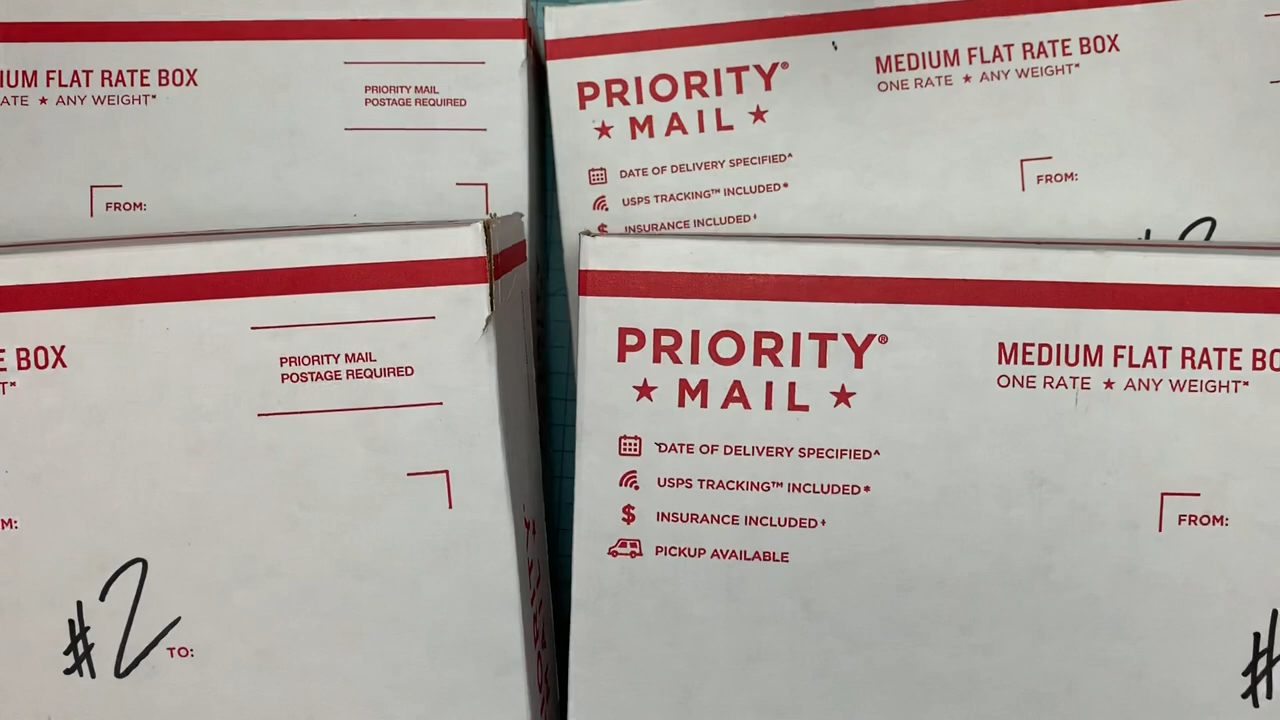 IUM FLAT RATE BOX
ATE ★ ANY WEIGHT*
PRIORITY MAIL
POSTAGE REQUIRED
FROM:
PRIORITY®
★ MAIL ★
DATE OF DELIVERY SPECIFIED^
USPS TRACKING™ INCLUDED*
INSURANCE INCLUDED‡
MEDIUM FLAT RATE BOX
ONE RATE ★ ANY WEIGHT*
FROM:
E BOX
T*
PRIORITY MAIL
POSTAGE REQUIRED
M:
#2
TO:
PRIORITY®
★ MAIL ★
DATE OF DELIVERY SPECIFIED^
USPS TRACKING™ INCLUDED*
$ INSURANCE INCLUDED‡
PICKUP AVAILABLE
MEDIUM FLAT RATE BO
ONE RATE ★ ANY WEIGHT*
FROM:
#